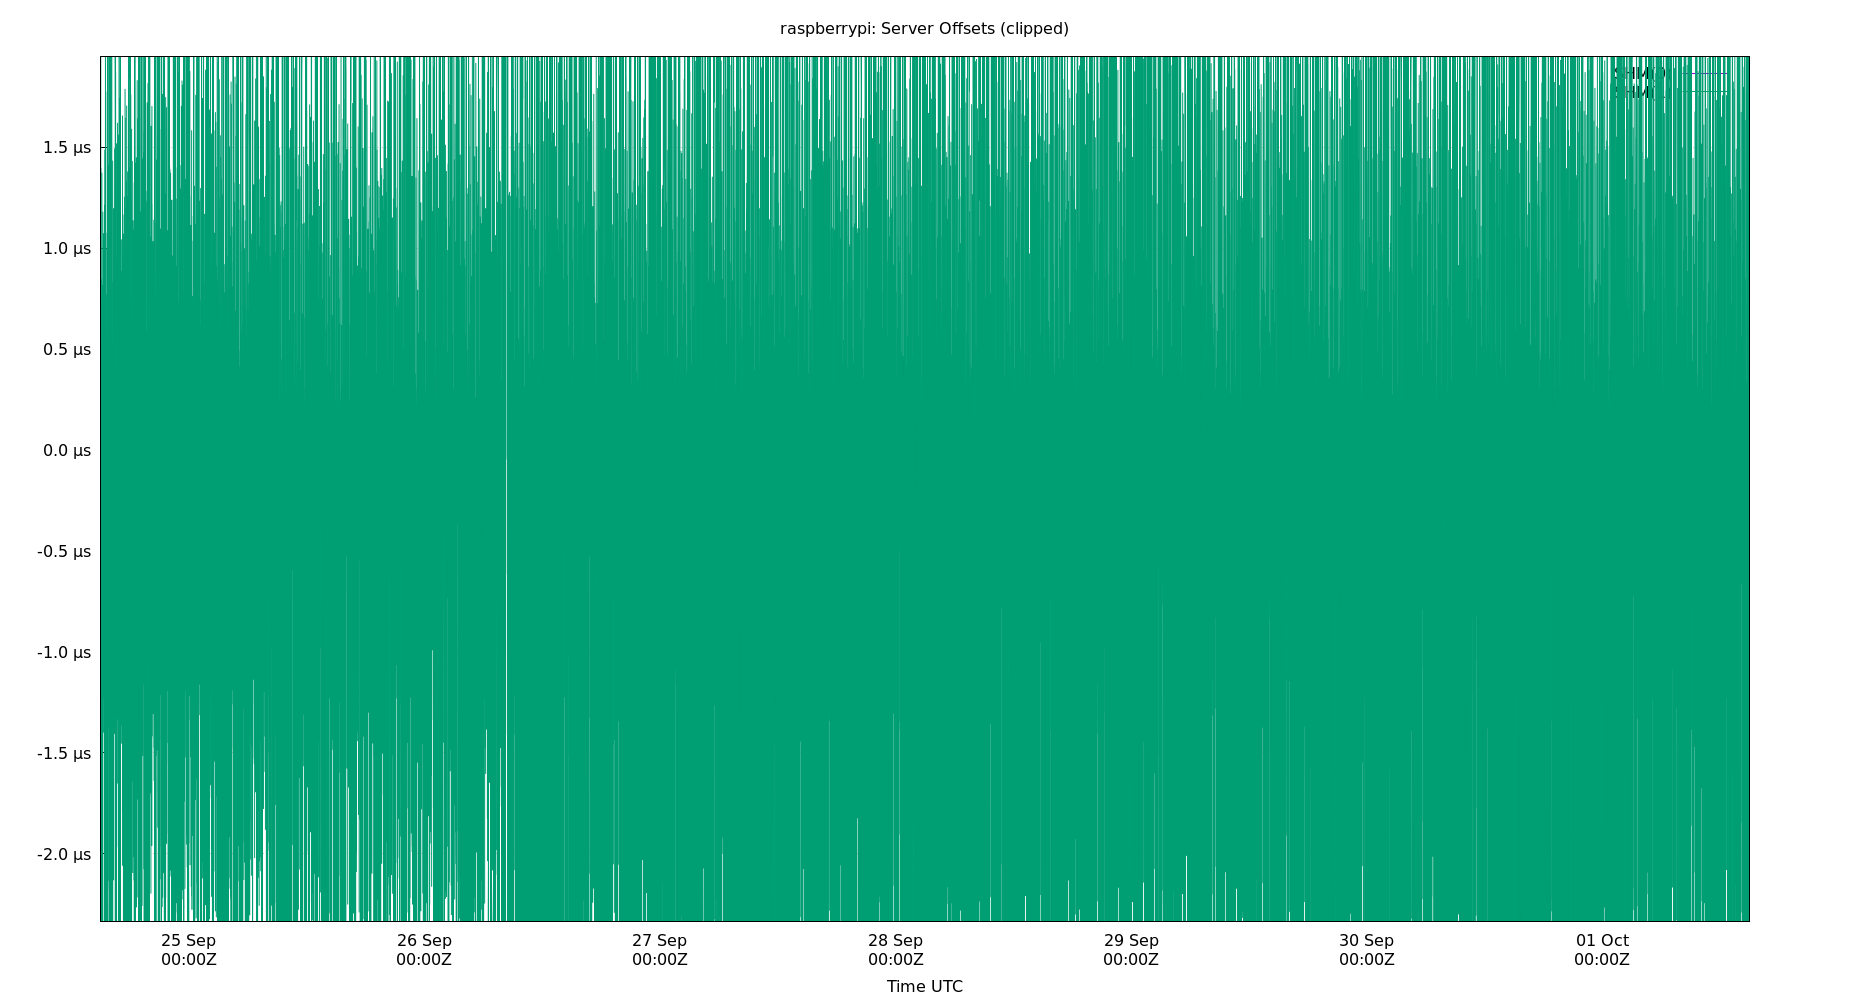 raspberrypi: Server Offsets (clipped)
1.5 µs
1.0 µs
0.5 µs
0.0 µs
-0.5 µs
-1.0 µs
-1.5 µs
-2.0 µs
25 Sep 26 Sep 27 Sep 28 Sep 29 Sep 30 Sep 01 Oct
00:00Z 00:00Z 00:00Z 00:00Z 00:00Z 00:00Z 00:00Z
Time UTC